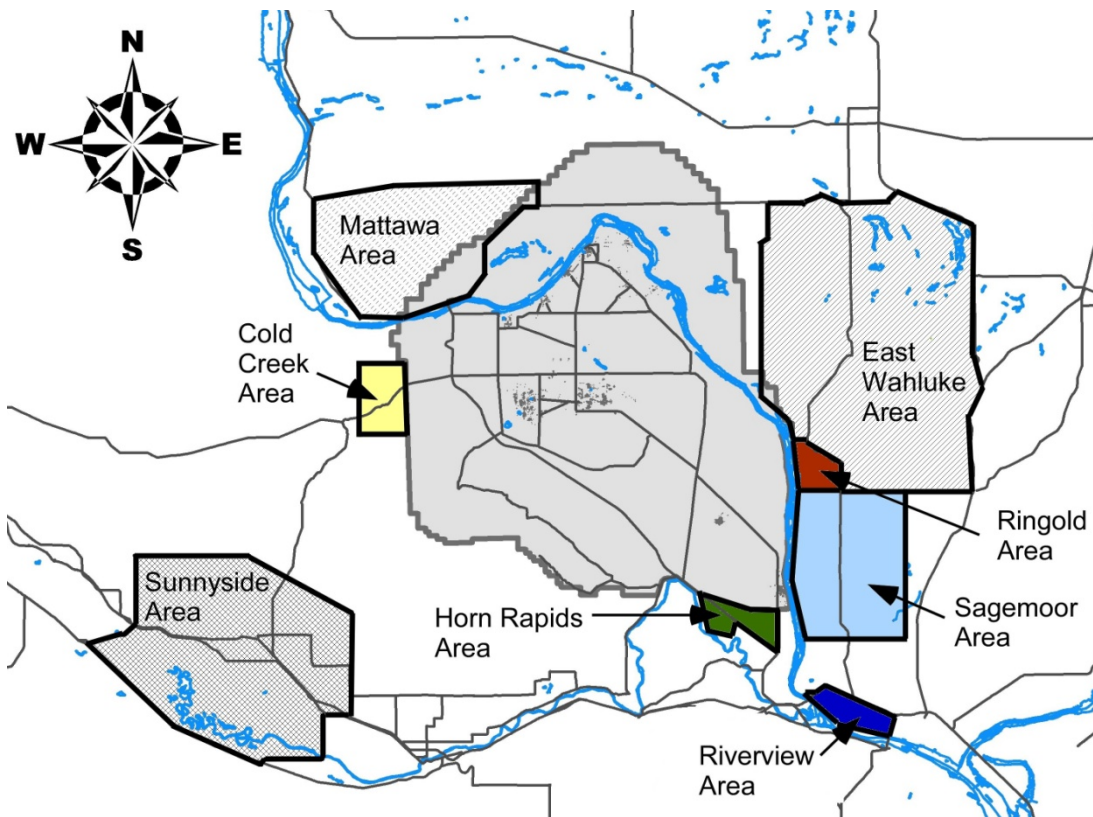 N
W
E
S
Mattawa
Area
Cold
Creek
Area
East
Wahluke
Area
Ringold
Area
Sunnyside
Area
Horn Rapids
Area
Sagemoor
Area
Riverview
Area